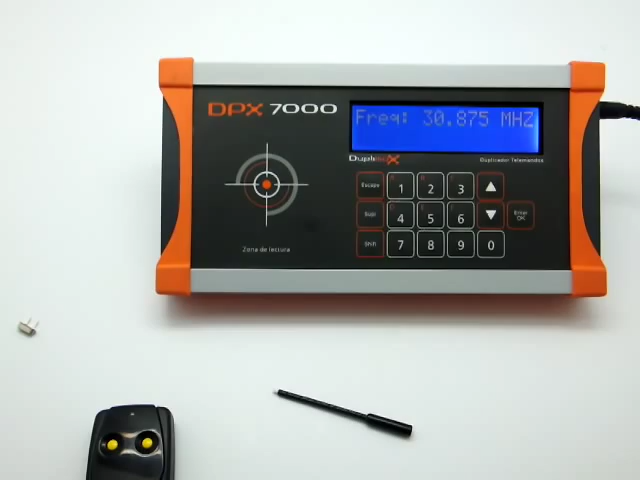 DPX 7000
Freq: 30.875 MHZ
Duplicador Telemandos
Escape 1 2 3
Supr 4 5 6
Enter OK
Shift 7 8 9 0
Zona de lectura